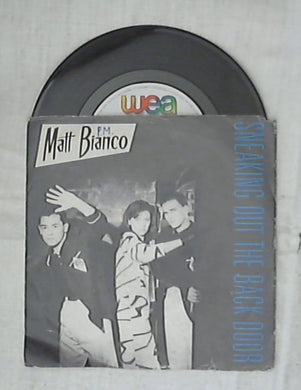 wea
P.M.
Matt Bianco
SNEAKING OUT THE BACK DOOR